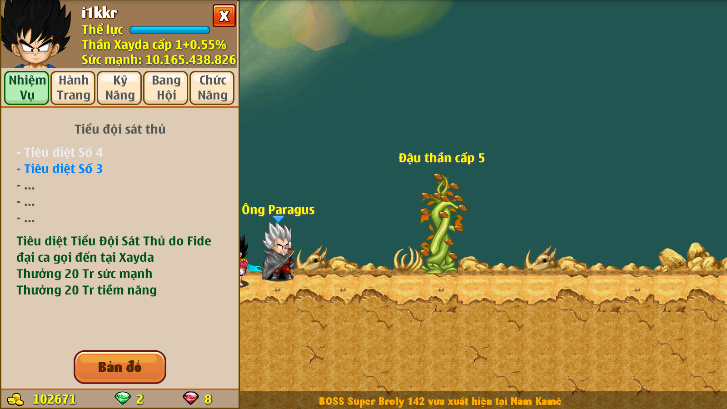 i1kkr
X
Thể lực
Thần Xayda cấp 1+0.55%
Sức mạnh: 10.165.438.826
Nhiệm Vụ
Hành Trang
Kỹ Năng
Bang Hội
Chức Năng
Tiểu đội sát thủ
- Tiêu diệt Số 4
- Tiêu diệt Số 3
- ...
- ...
- ...
Tiêu diệt Tiểu Đội Sát Thủ do Fide
đại ca gọi đến tại Xayda
Thưởng 20 Tr sức mạnh
Thưởng 20 Tr tiềm năng
Bản đồ
102671
2
8
Đậu thần cấp 5
Ông Paragus
BOSS Super Broly 142 vừa xuất hiện tại Nam Kamê